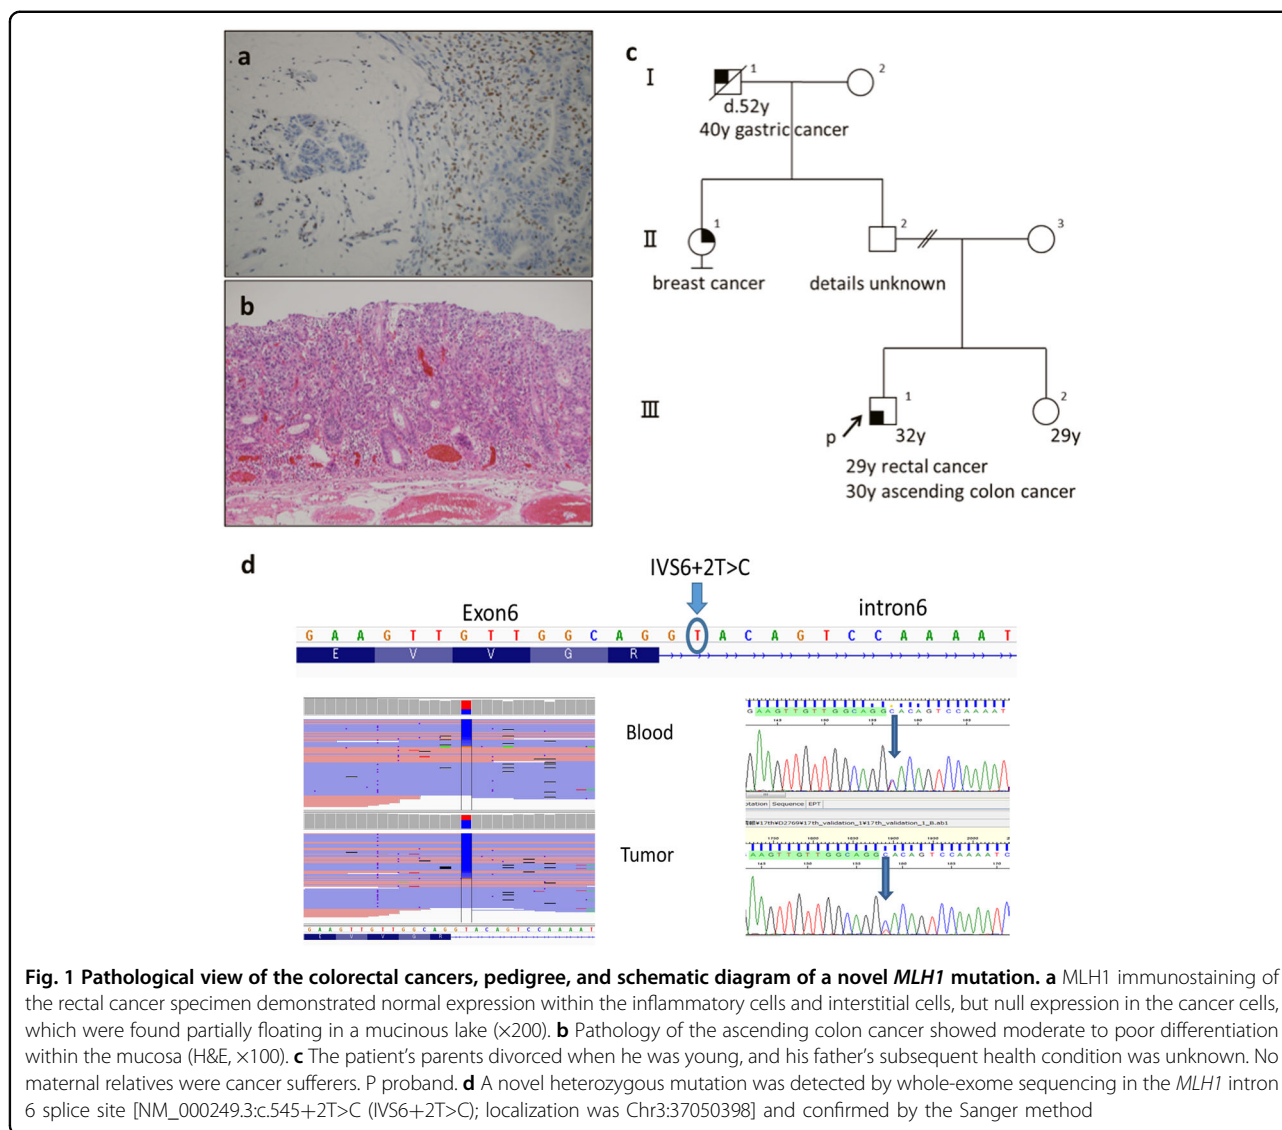 a
b
c
I
1
2
d.52y
40y gastric cancer
II
1
2
3
breast cancer
details unknown
III
1
2
p
32y
29y
29y rectal cancer
30y ascending colon cancer
d
IVS6+2T>C
Exon6
intron6
G A A G T T G T T G G C A G G T A C A G T C C A A A A T
E V V G R
Blood
Tumor
G A A G T T G T T G G C A G G T A C A G T C C A A A A T
GAAGTTGTTGGCAGGCACAGTCCAAAAT
Sequence
EPT
AAGTTGTTGGCAGGCACAGTCCAAAATC
Fig. 1 Pathological view of the colorectal cancers, pedigree, and schematic diagram of a novel MLH1 mutation. a MLH1 immunostaining of
the rectal cancer specimen demonstrated normal expression within the inflammatory cells and interstitial cells, but null expression in the cancer cells,
which were found partially floating in a mucinous lake (×200). b Pathology of the ascending colon cancer showed moderate to poor differentiation
within the mucosa (H&E, ×100). c The patient's parents divorced when he was young, and his father's subsequent health condition was unknown. No
maternal relatives were cancer sufferers. P proband. d A novel heterozygous mutation was detected by whole-exome sequencing in the MLH1 intron
6 splice site [NM_000249.3:c.545+2T>C (IVS6+2T>C); localization was Chr3:37050398] and confirmed by the Sanger method